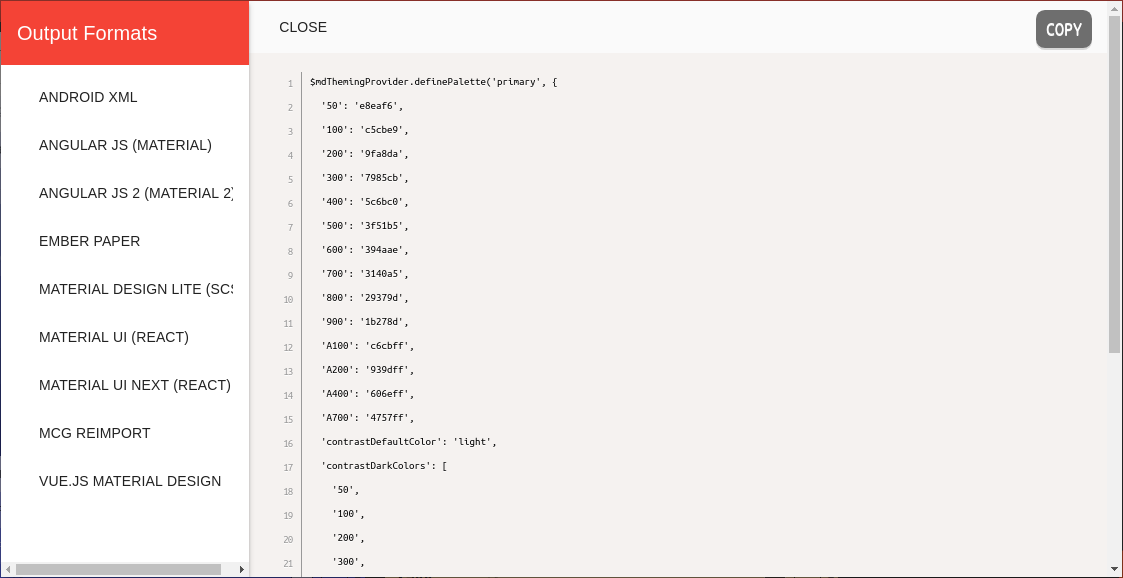 Output Formats
ANDROID XML
ANGULAR JS (MATERIAL)
ANGULAR JS 2 (MATERIAL 2)
EMBER PAPER
MATERIAL DESIGN LITE (SCS
MATERIAL UI (REACT)
MATERIAL UI NEXT (REACT)
MCG REIMPORT
VUE.JS MATERIAL DESIGN
CLOSE
COPY
1 $mdThemingProvider.definePalette('primary', {
2 '50': 'e8eaf6',
3 '100': 'c5cbe9',
4 '200': '9fa8da',
5 '300': '7985cb',
6 '400': '5c6bc0',
7 '500': '3f51b5',
8 '600': '394aae',
9 '700': '3140a5',
10 '800': '29379d',
11 '900': '1b278d',
12 'A100': 'c6cbff',
13 'A200': '939dff',
14 'A400': '606eff',
15 'A700': '4757ff',
16 'contrastDefaultColor': 'light',
17 'contrastDarkColors': [
18 '50',
19 '100',
20 '200',
21 '300',